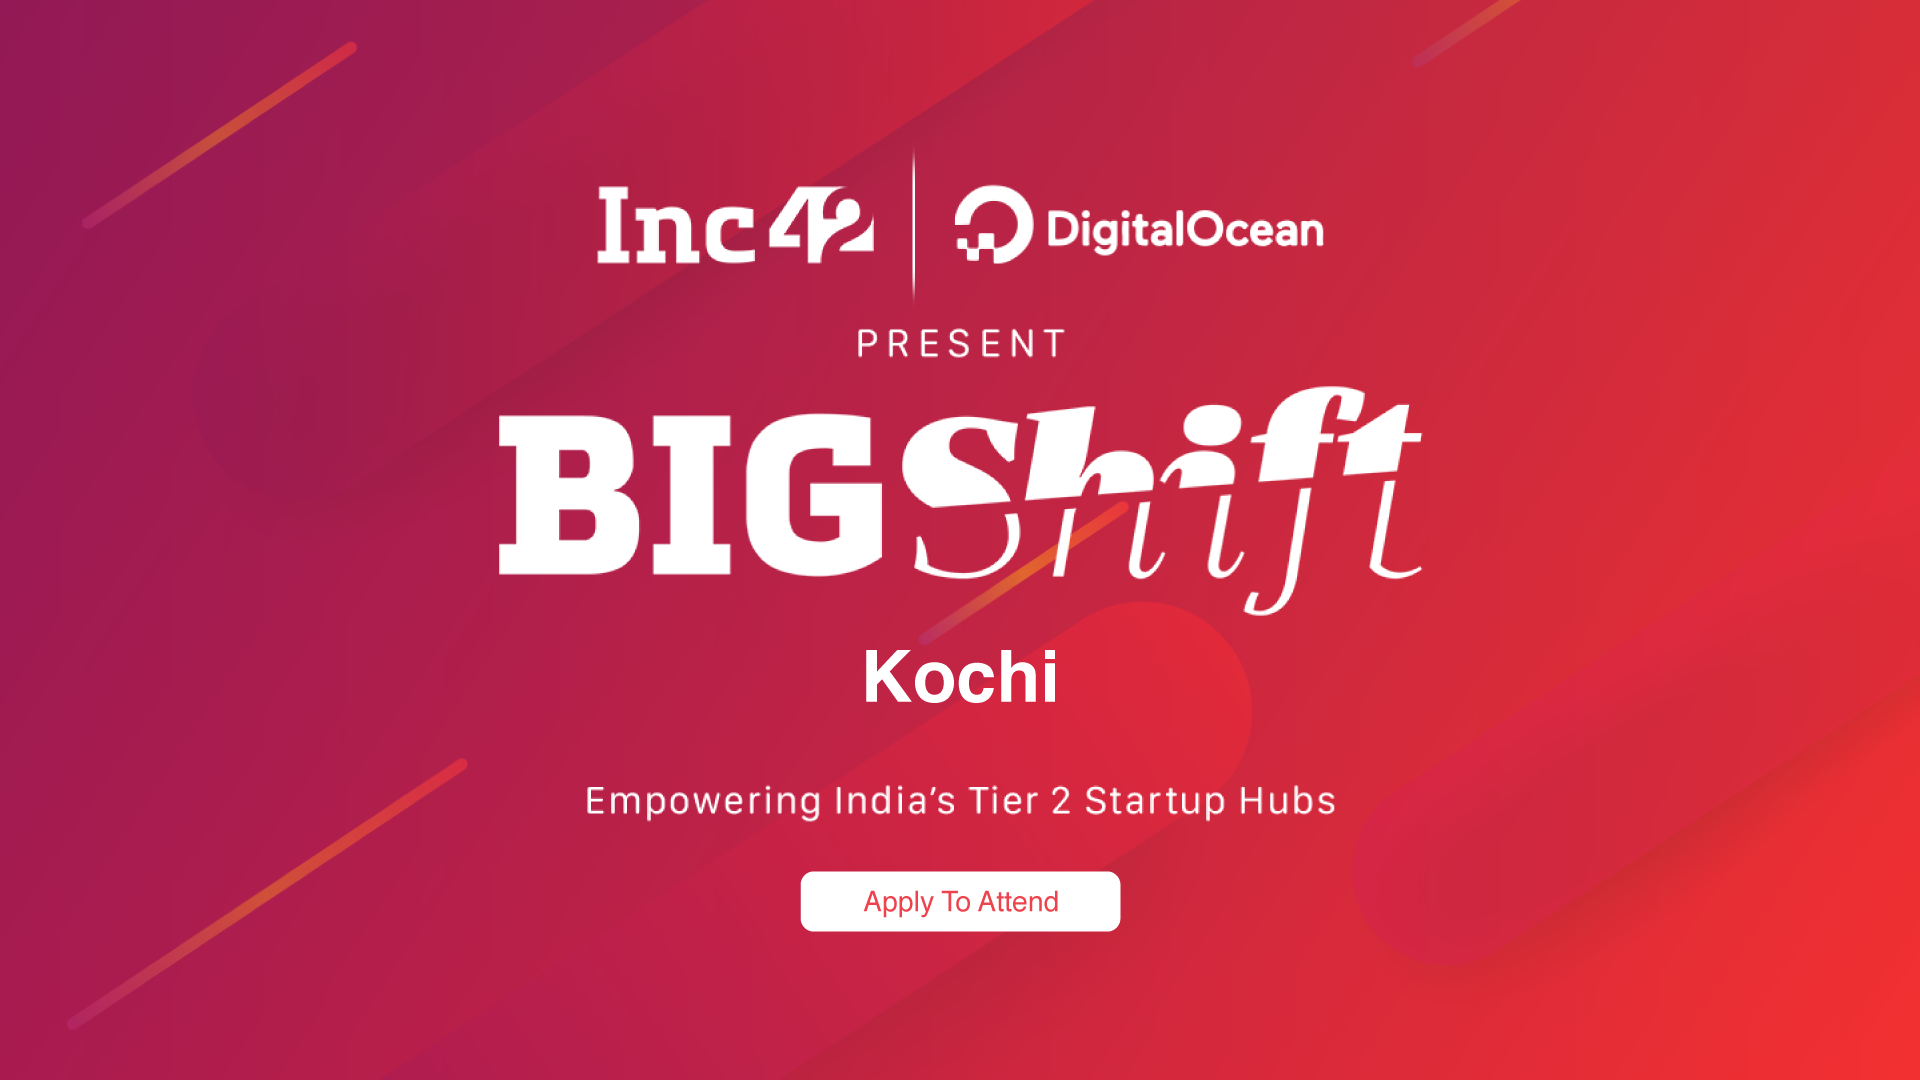 Inc42 DigitalOcean
PRESENT
BIGShift
Kochi
Empowering India’s Tier 2 Startup Hubs
Apply To Attend